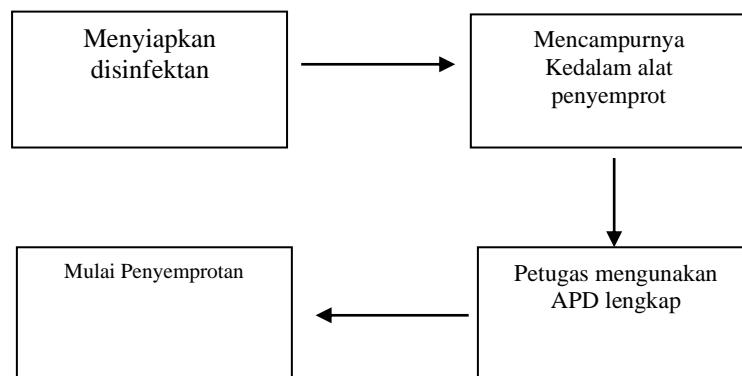 Menyiapkan
disinfektan
Mencampurnya
Kedalam alat
penyemprot
Petugas mengunakan
APD lengkap
Mulai Penyemprotan